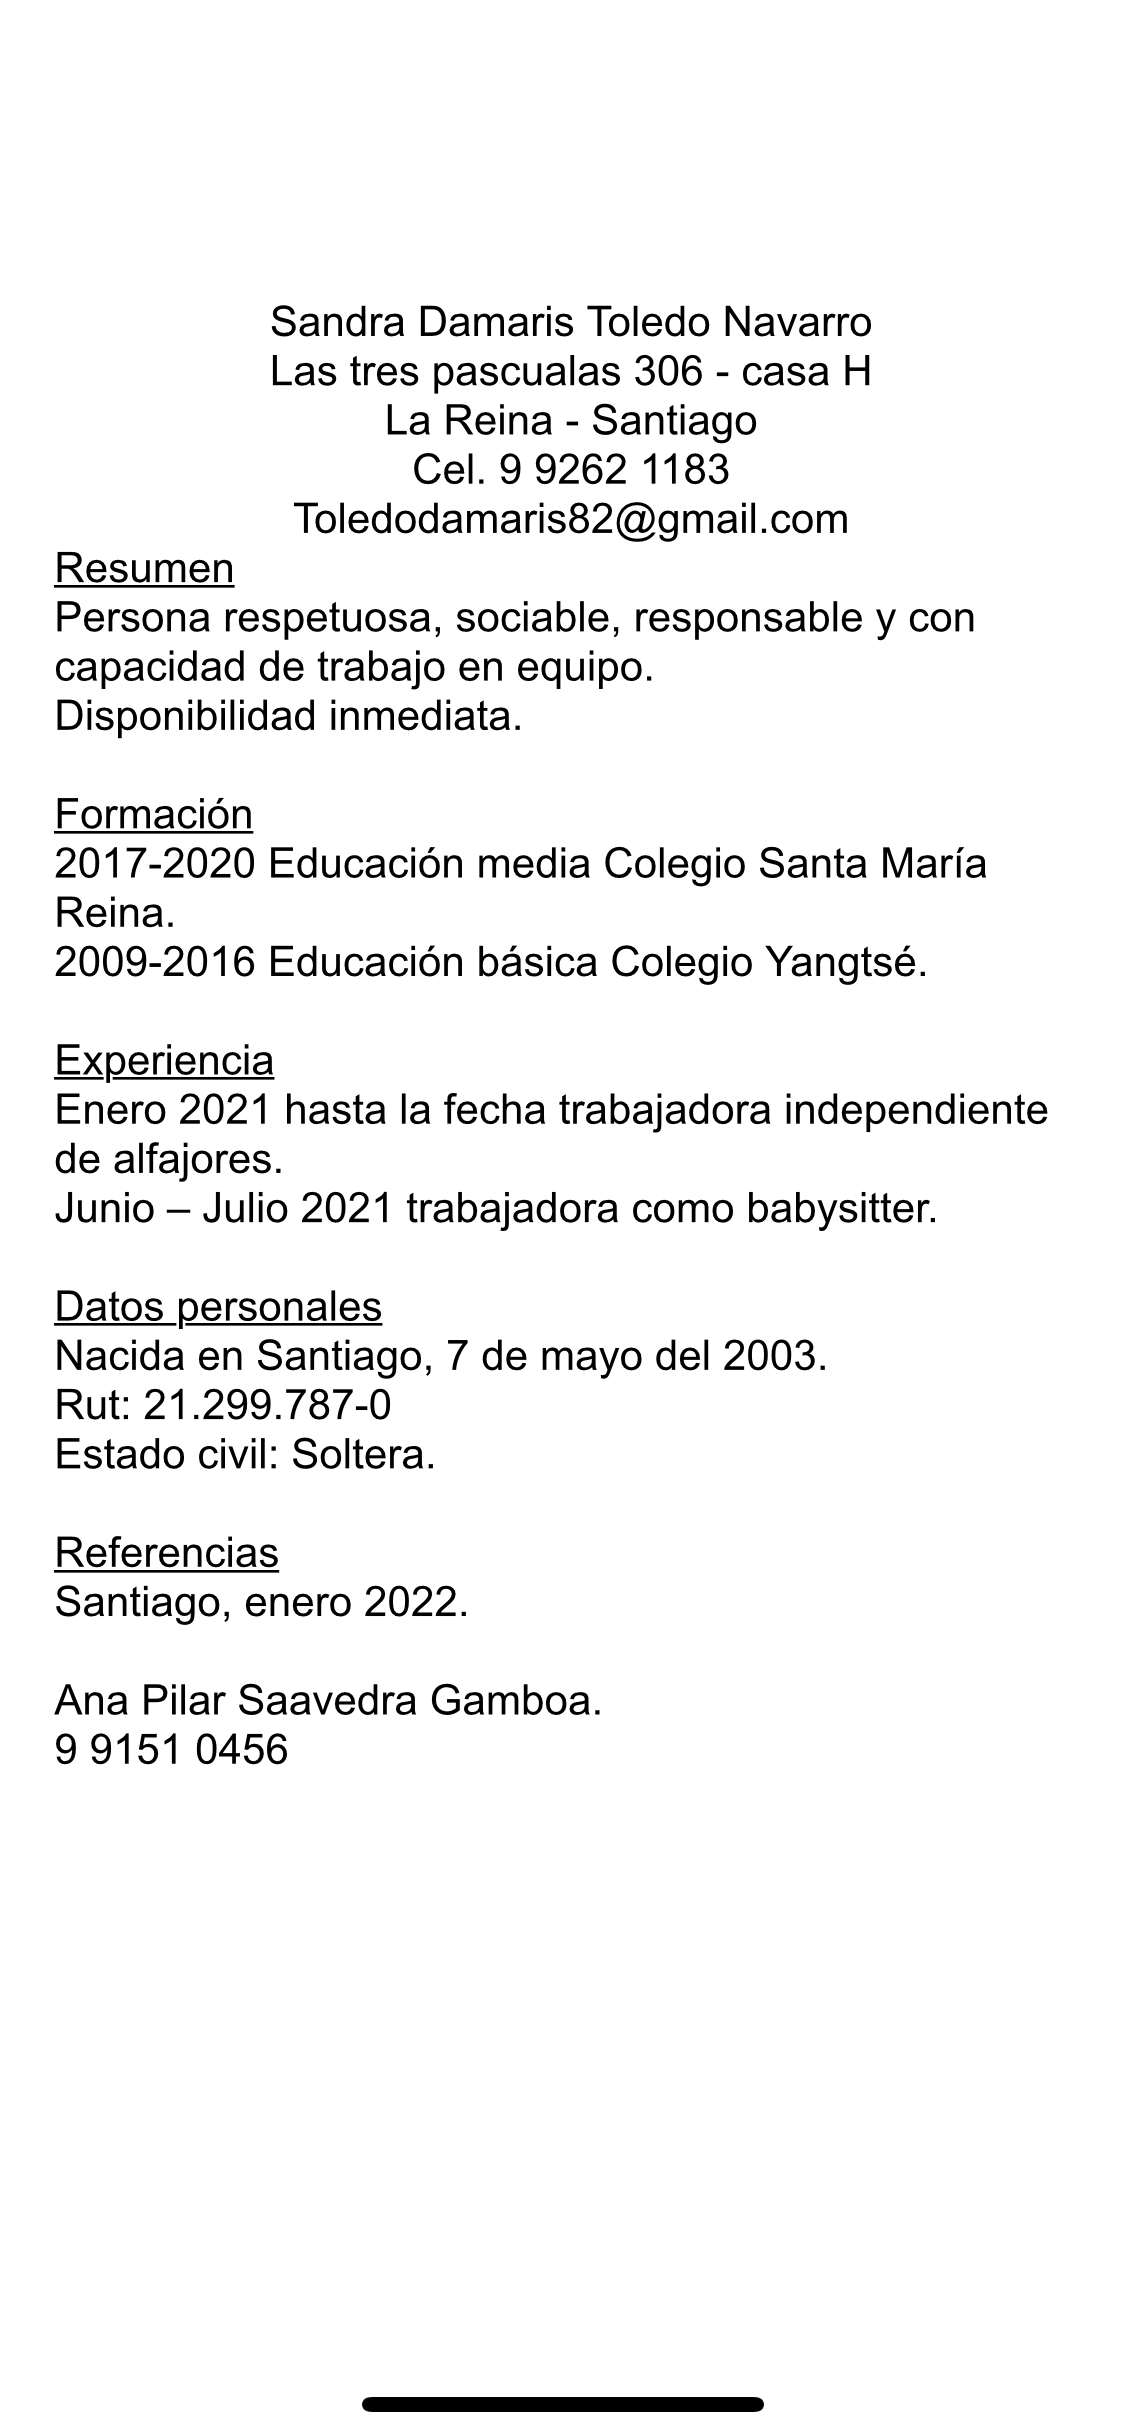 Sandra Damaris Toledo Navarro
Las tres pascualas 306 - casa H
La Reina - Santiago
Cel. 9 9262 1183
Toledodamaris82@gmail.com
Resumen
Persona respetuosa, sociable, responsable y con
capacidad de trabajo en equipo.
Disponibilidad inmediata.
Formación
2017-2020 Educación media Colegio Santa María
Reina.
2009-2016 Educación básica Colegio Yangtsé.
Experiencia
Enero 2021 hasta la fecha trabajadora independiente
de alfajores.
Junio – Julio 2021 trabajadora como babysitter.
Datos personales
Nacida en Santiago, 7 de mayo del 2003.
Rut: 21.299.787-0
Estado civil: Soltera.
Referencias
Santiago, enero 2022.
Ana Pilar Saavedra Gamboa.
9 9151 0456